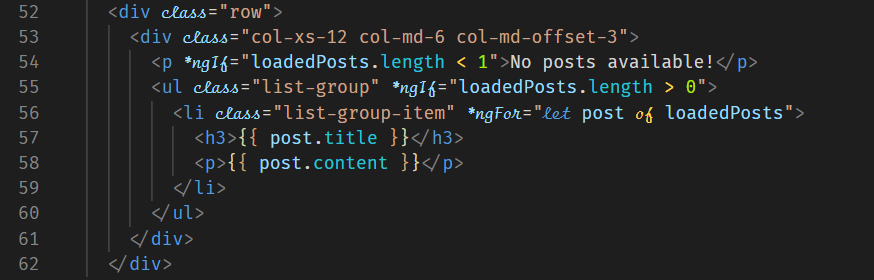 52 <div class="row">
53 <div class="col-xs-12 col-md-6 col-md-offset-3">
54 <p *ngIf="loadedPosts.length < 1">No posts available!</p>
55 <ul class="list-group" *ngIf="loadedPosts.length > 0">
56 <li class="list-group-item" *ngFor="let post of loadedPosts">
57 <h3>{{ post.title }}</h3>
58 <p>{{ post.content }}</p>
59 </li>
60 </ul>
61 </div>
62 </div>